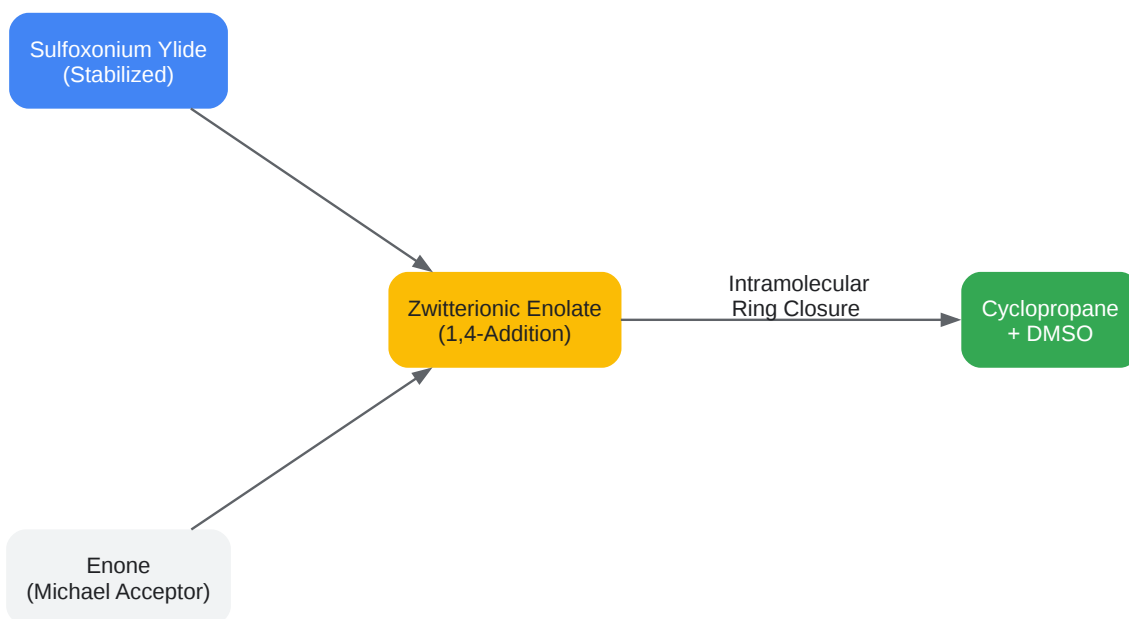 Sulfoxonium Ylide
(Stabilized)
Zwitterionic Enolate
(1,4-Addition)
Intramolecular
Ring Closure
Cyclopropane
+ DMSO
Enone
(Michael Acceptor)